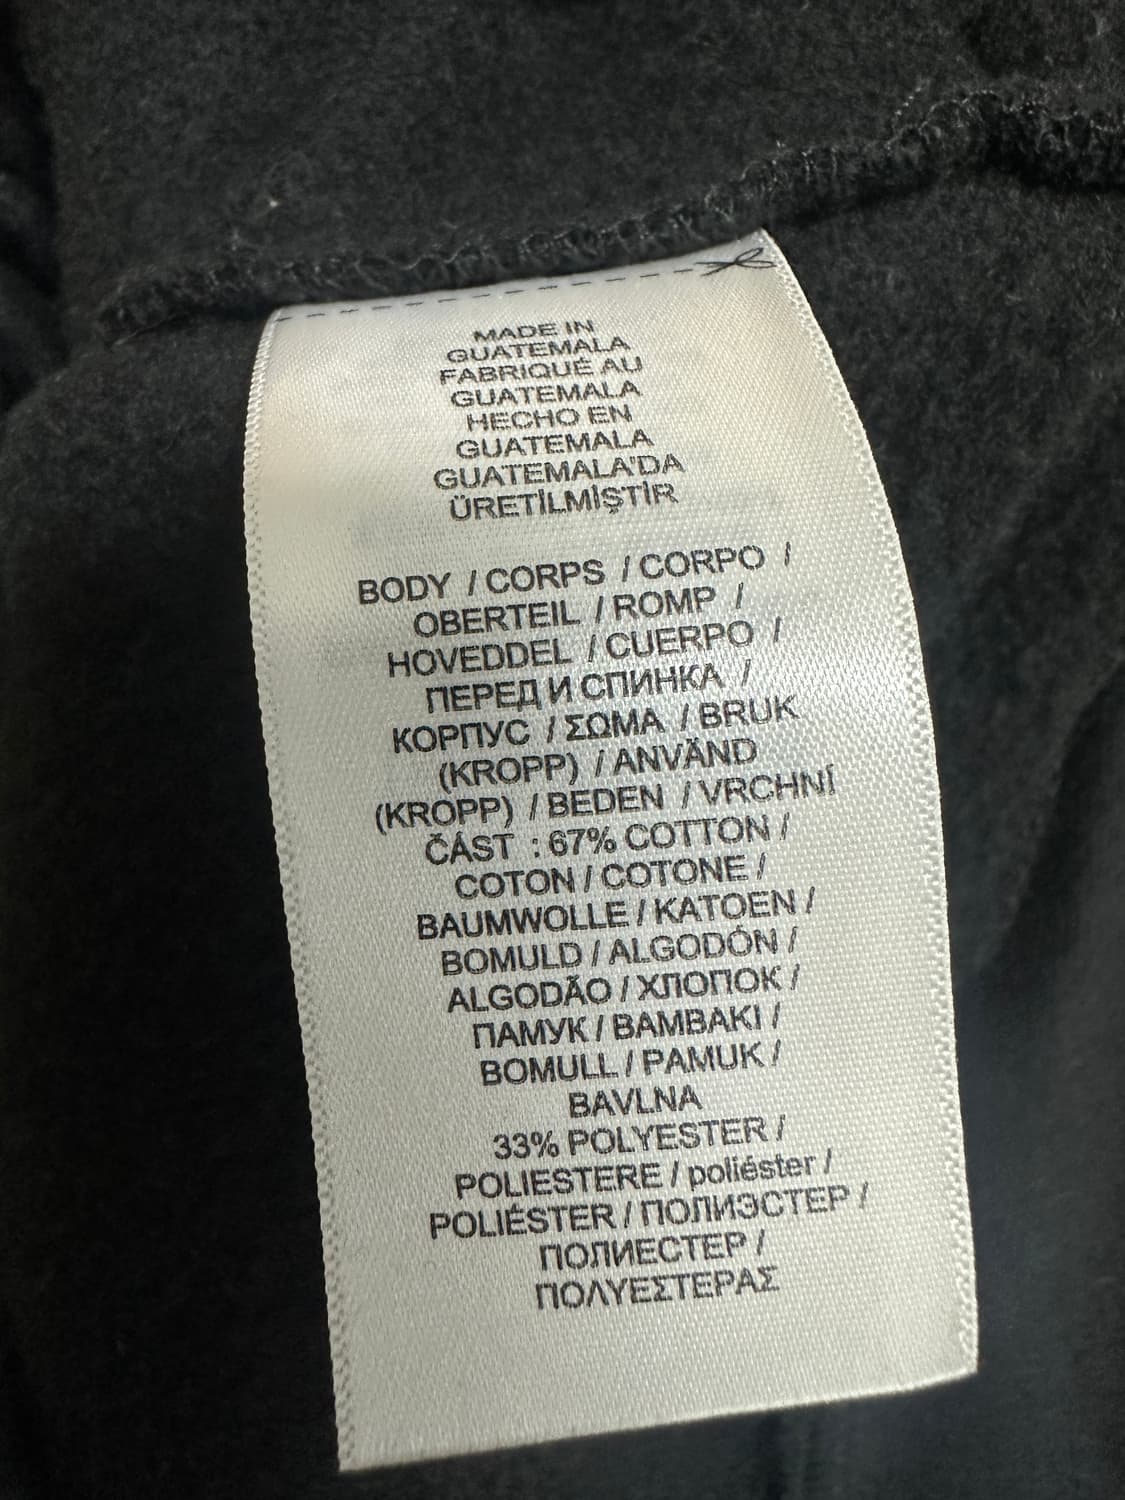 MADE IN
GUATEMALA
FABRIQUÉ AU
GUATEMALA
HECHO EN
GUATEMALA
GUATEMALA'DA
ÜRETİLMİŞTİR
BODY / CORPS / CORPO /
OBERTEIL / ROMP /
HOVEDDEL / CUERPO /
ПЕРЕД И СПИНКА /
КОРПУС / ΣΩΜΑ / BRUK
(KROPP) / ANVÄND
(KROPP) / BEDEN / VRCHNÍ
ČÁST : 67% COTTON /
COTON / COTONE /
BAUMWOLLE / KATOEN /
BOMULD / ALGODÓN /
ALGODÃO / ХЛОПОК /
ПАМУК / ΒΑΜΒΑΚΙ /
BOMULL / PAMUK /
BAVLNA
33% POLYESTER /
POLIESTERE / poliéster /
POLIÉSTER / ПОЛИЭСТЕР /
ПОЛИЕСТЕР /
ΠΟΛΥΕΣΤΕΡΑΣ